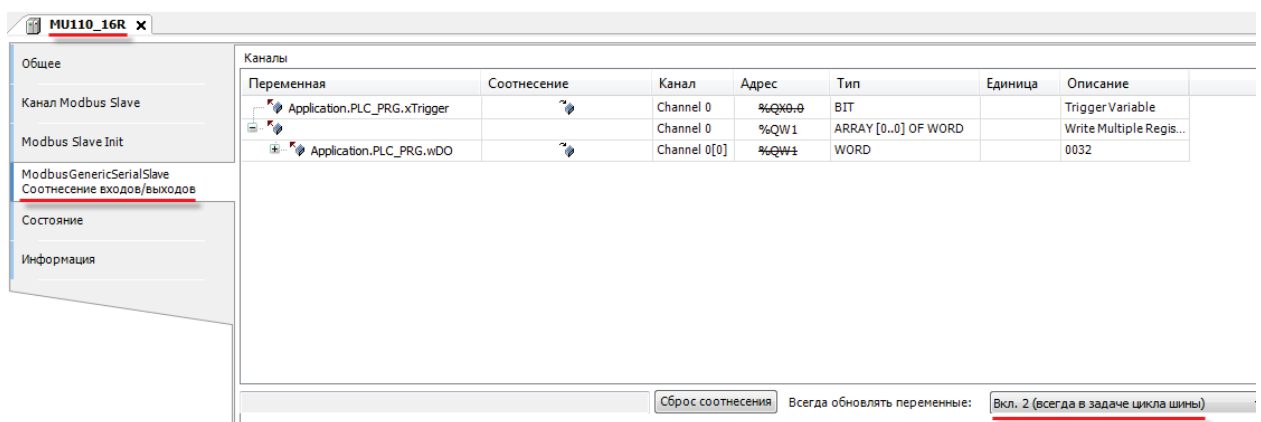 MU110_16R x
Общее
Канал Modbus Slave
Modbus Slave Init
ModbusGenericSerialSlave
Соотнесение входов/выходов
Состояние
Информация
Каналы
Переменная Соотнесение Канал Адрес Тип Единица Описание
Application.PLC_PRG.xTrigger Channel 0 %QX0.0 BIT Trigger Variable
Channel 0 %QW1 ARRAY [0..0] OF WORD Write Multiple Regis...
Application.PLC_PRG.wDO Channel 0[0] %QW1 WORD 0032
Сброс соотнесения Всегда обновлять переменные: Вкл. 2 (всегда в задаче цикла шины)